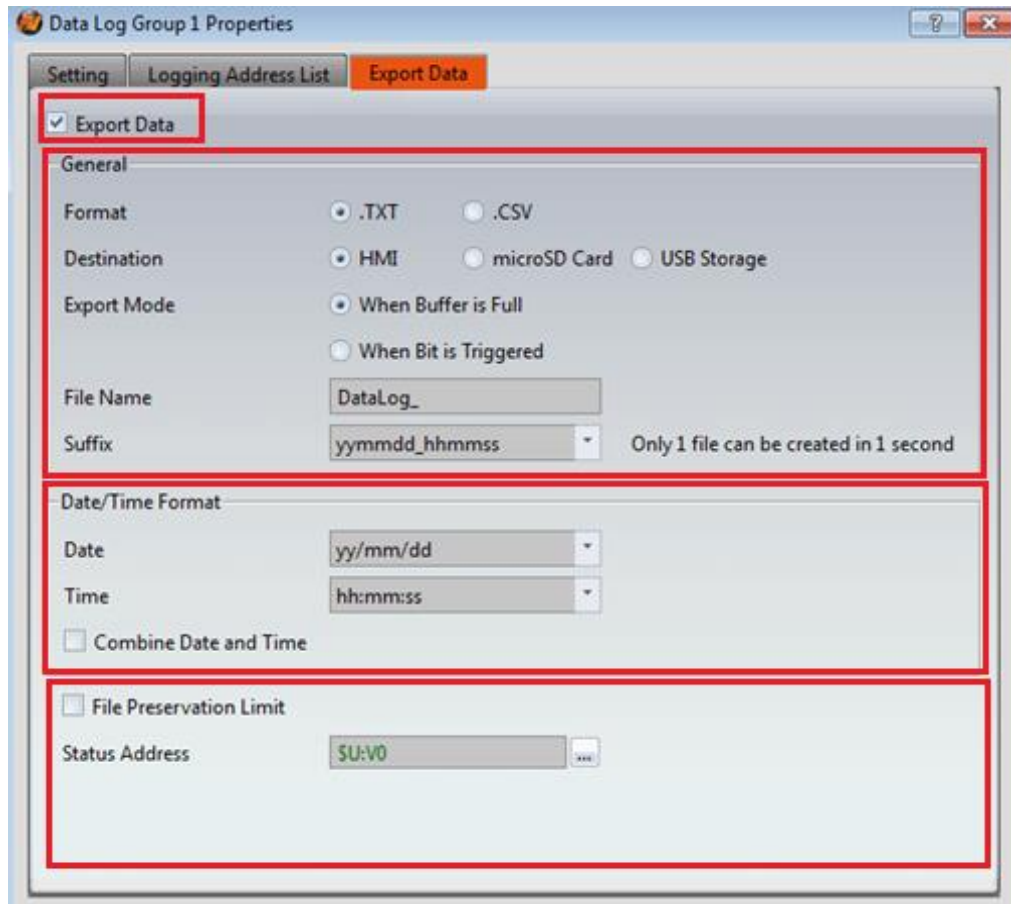 Data Log Group 1 Properties
Setting Logging Address List Export Data
Export Data
General
Format .TXT .CSV
Destination HMI microSD Card USB Storage
Export Mode When Buffer is Full
When Bit is Triggered
File Name DataLog_
Suffix yymmdd_hhmmss Only 1 file can be created in 1 second
Date/Time Format
Date yy/mm/dd
Time hh:mm:ss
Combine Date and Time
File Preservation Limit
Status Address $U:V0 ...